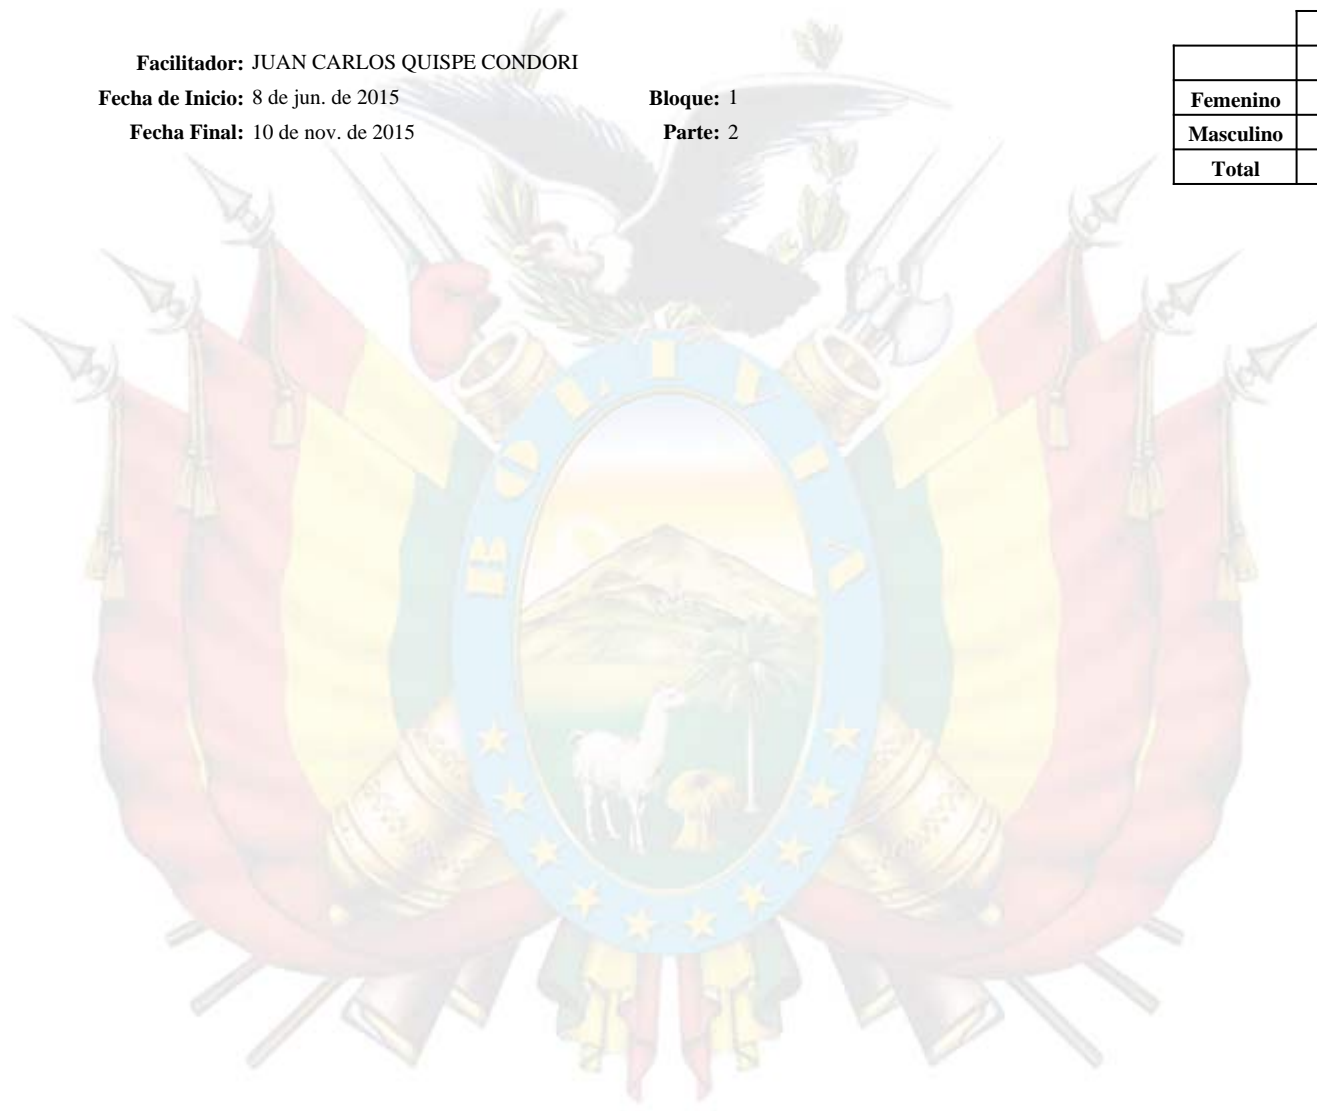 Facilitador: JUAN CARLOS QUISPE CONDORI
Fecha de Inicio: 8 de jun. de 2015 Bloque: 1
Fecha Final: 10 de nov. de 2015 Parte: 2
Femenino
Masculino
Total
BOLIVIA